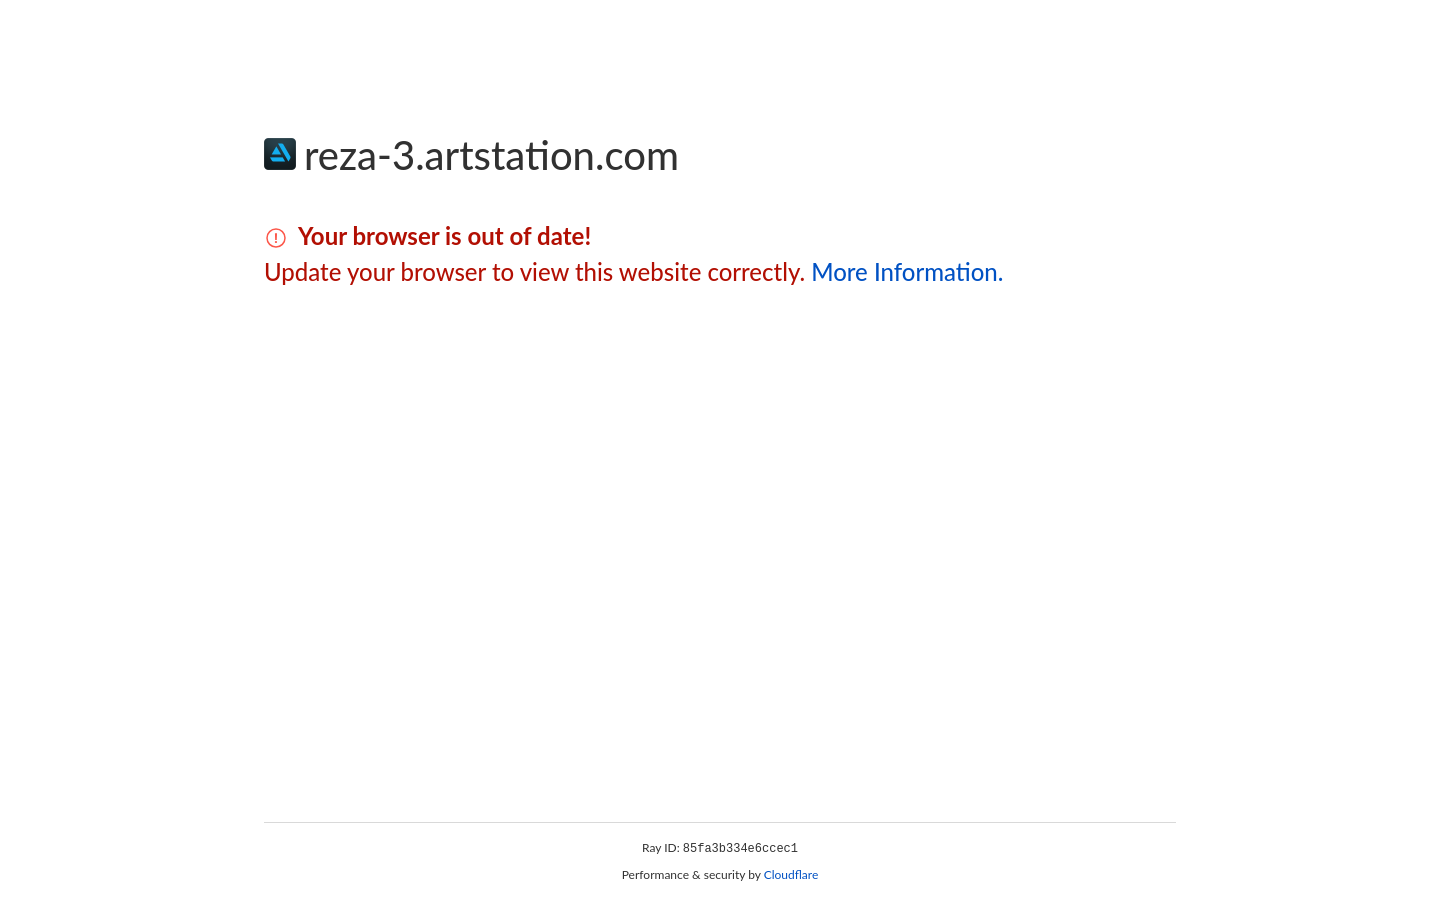 reza-3.artstation.com
Your browser is out of date!
Update your browser to view this website correctly. More Information.
Ray ID: 85fa3b334e6ccec1
Performance & security by Cloudflare